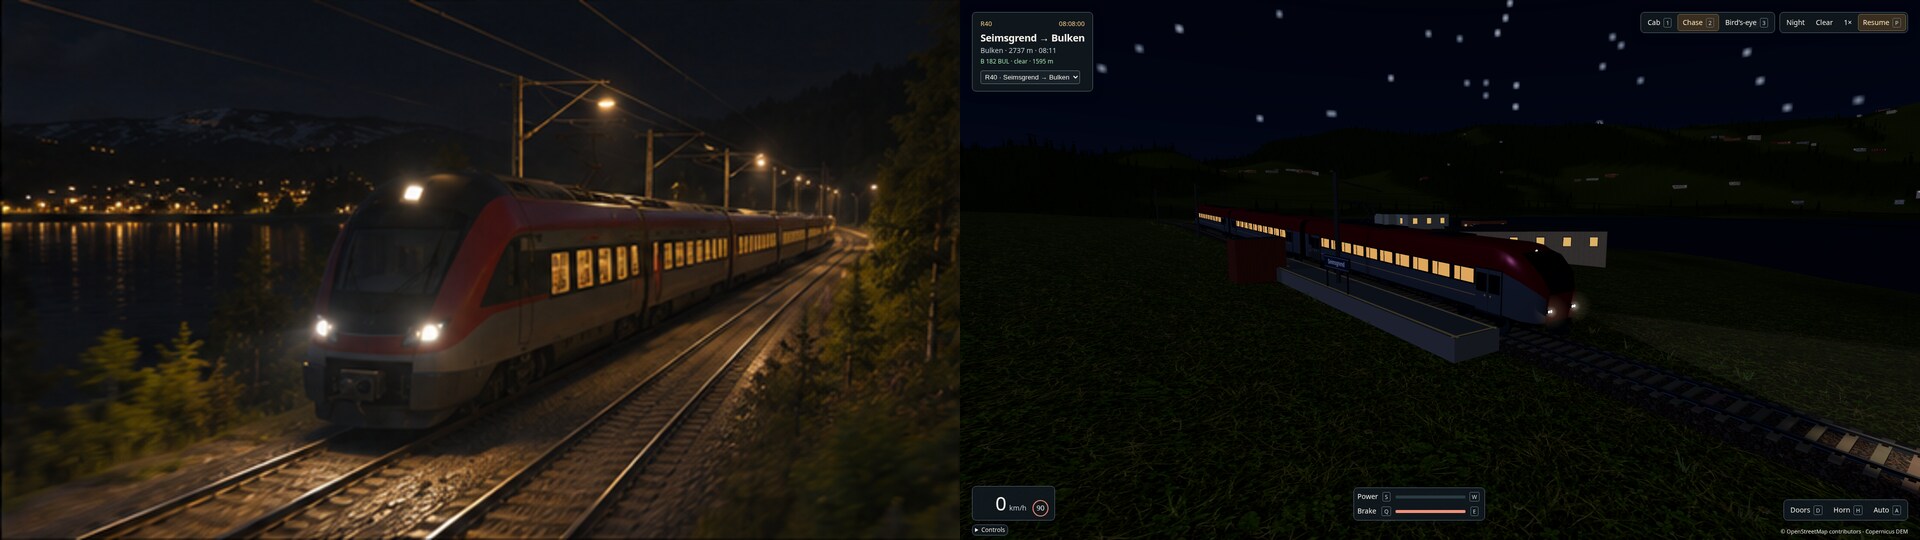 R40 08:08:00
Seimsgrend → Bulken
Bulken · 2737 m · 08:11
B 182 BUL · clear · 1595 m
R40 · Seimsgrend → Bulken
Cab 1 Chase 2 Bird's-eye 3
Night Clear 1× Resume P
Seimsgrend
0 km/h 90
Controls
Power S W
Brake Q E
Doors D Horn H Auto A
© OpenStreetMap contributors · Copernicus DEM